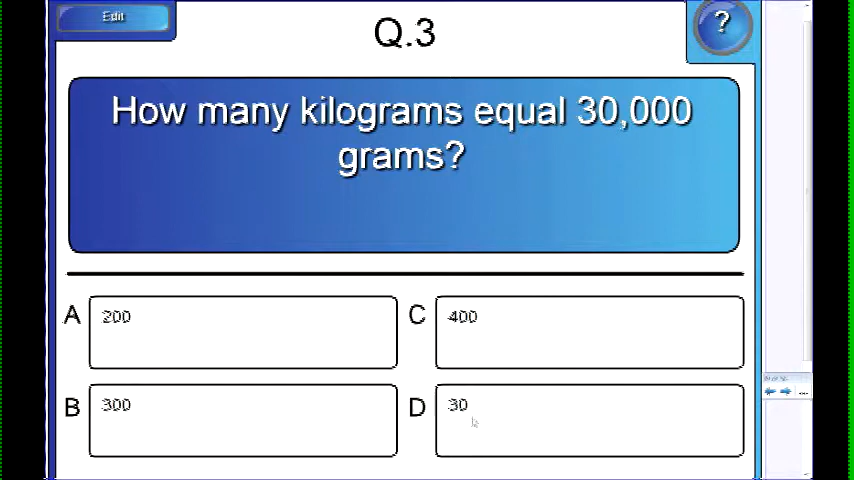 Edit
Q.3
?
How many kilograms equal 30,000
grams?
A
200
C
400
B
300
D
30
...